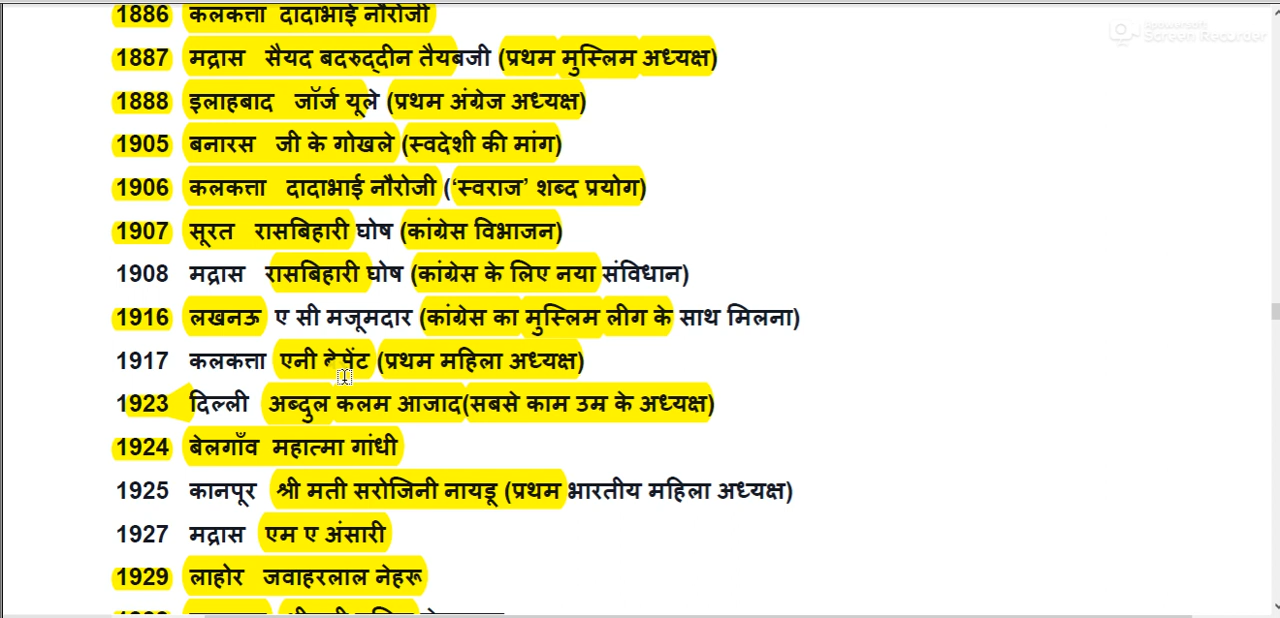 Apowersoft
Screen Recorder
1886 कलकत्ता दादाभाई नौरोजी
1887 मद्रास सैयद बदरुद्दीन तैयबजी (प्रथम मुस्लिम अध्यक्ष)
1888 इलाहबाद जॉर्ज यूले (प्रथम अंग्रेज अध्यक्ष)
1905 बनारस जी के गोखले (स्वदेशी की मांग)
1906 कलकत्ता दादाभाई नौरोजी (‘स्वराज’ शब्द प्रयोग)
1907 सूरत रासबिहारी घोष (कांग्रेस विभाजन)
1908 मद्रास रासबिहारी घोष (कांग्रेस के लिए नया संविधान)
1916 लखनऊ ए सी मजूमदार (कांग्रेस का मुस्लिम लीग के साथ मिलना)
1917 कलकत्ता एनी बेसेंट (प्रथम महिला अध्यक्ष)
1923 दिल्ली अब्दुल कलम आजाद(सबसे काम उम्र के अध्यक्ष)
1924 बेलगाँव महात्मा गांधी
1925 कानपूर श्री मती सरोजिनी नायडू (प्रथम भारतीय महिला अध्यक्ष)
1927 मद्रास एम ए अंसारी
1929 लाहोर जवाहरलाल नेहरू